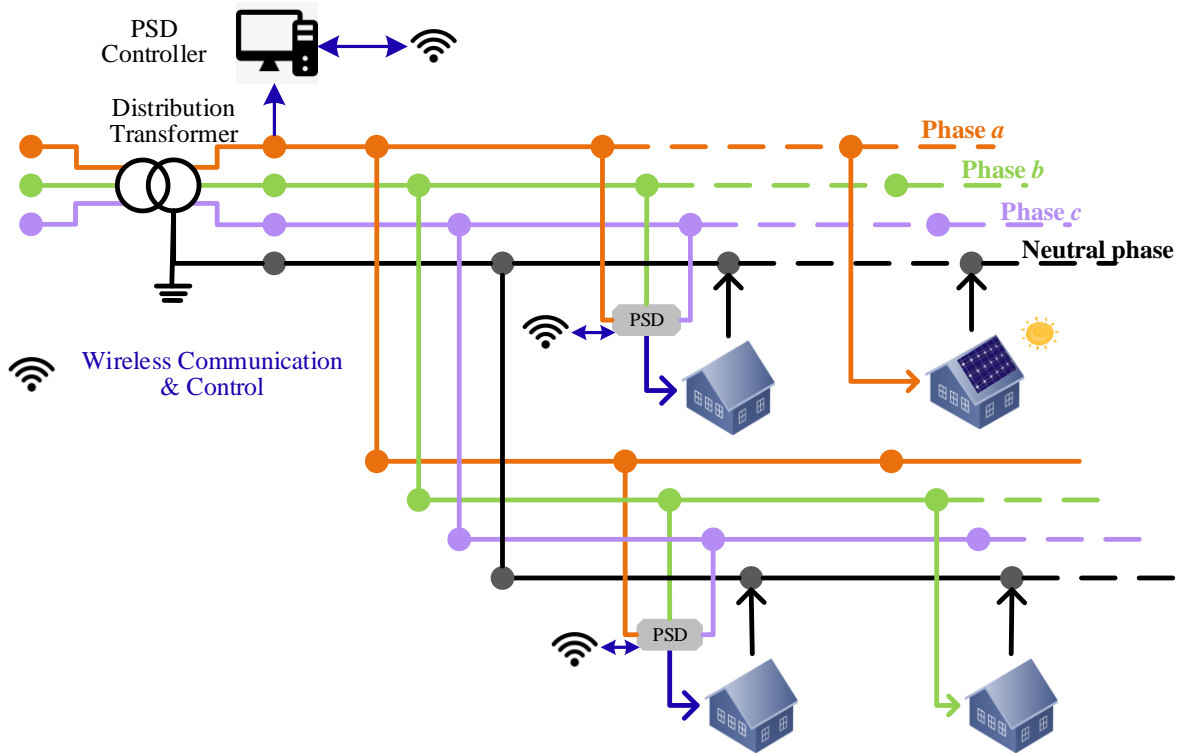 PSD
Controller
Distribution
Transformer
Phase a
Phase b
Phase c
Neutral phase
PSD
Wireless Communication
& Control
PSD